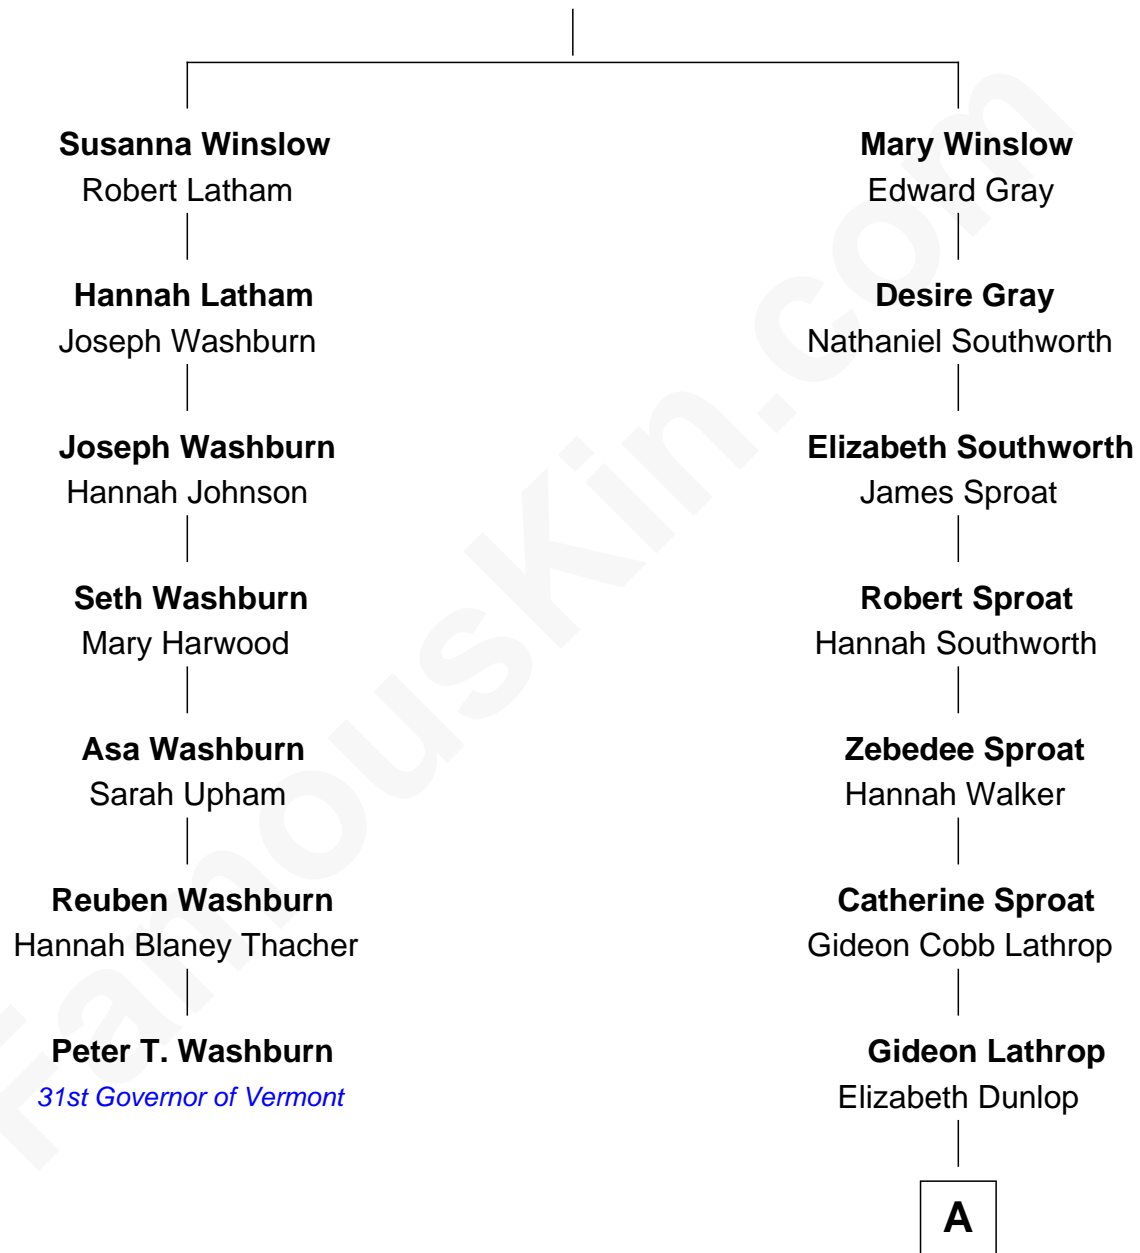 Susanna Winslow
Robert Latham
Hannah Latham
Joseph Washburn
Joseph Washburn
Hannah Johnson
Seth Washburn
Mary Harwood
Asa Washburn
Sarah Upham
Reuben Washburn
Hannah Blaney Thacher
Peter T. Washburn
31st Governor of Vermont
Mary Winslow
Edward Gray
Desire Gray
Nathaniel Southworth
Elizabeth Southworth
James Sproat
Robert Sproat
Hannah Southworth
Zebedee Sproat
Hannah Walker
Catherine Sproat
Gideon Cobb Lathrop
Gideon Lathrop
Elizabeth Dunlop
A
FamousKin.com